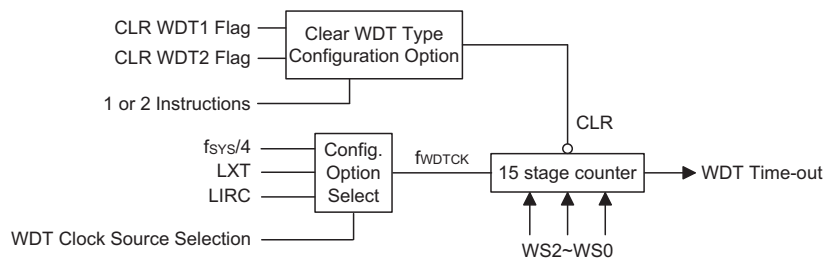 CLR WDT1 Flag
CLR WDT2 Flag
1 or 2 Instructions
Clear WDT Type
Configuration Option
CLR
fSYS/4
LXT
LIRC
WDT Clock Source Selection
Config.
Option
Select
fWDTCK
15 stage counter
WDT Time-out
WS2~WS0